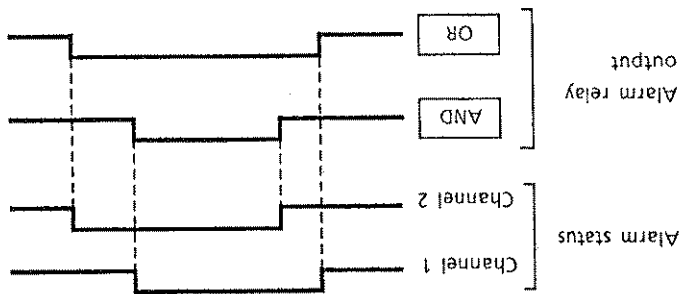 Alarm status
Channel 1
Channel 2
Alarm relay
output
AND
OR